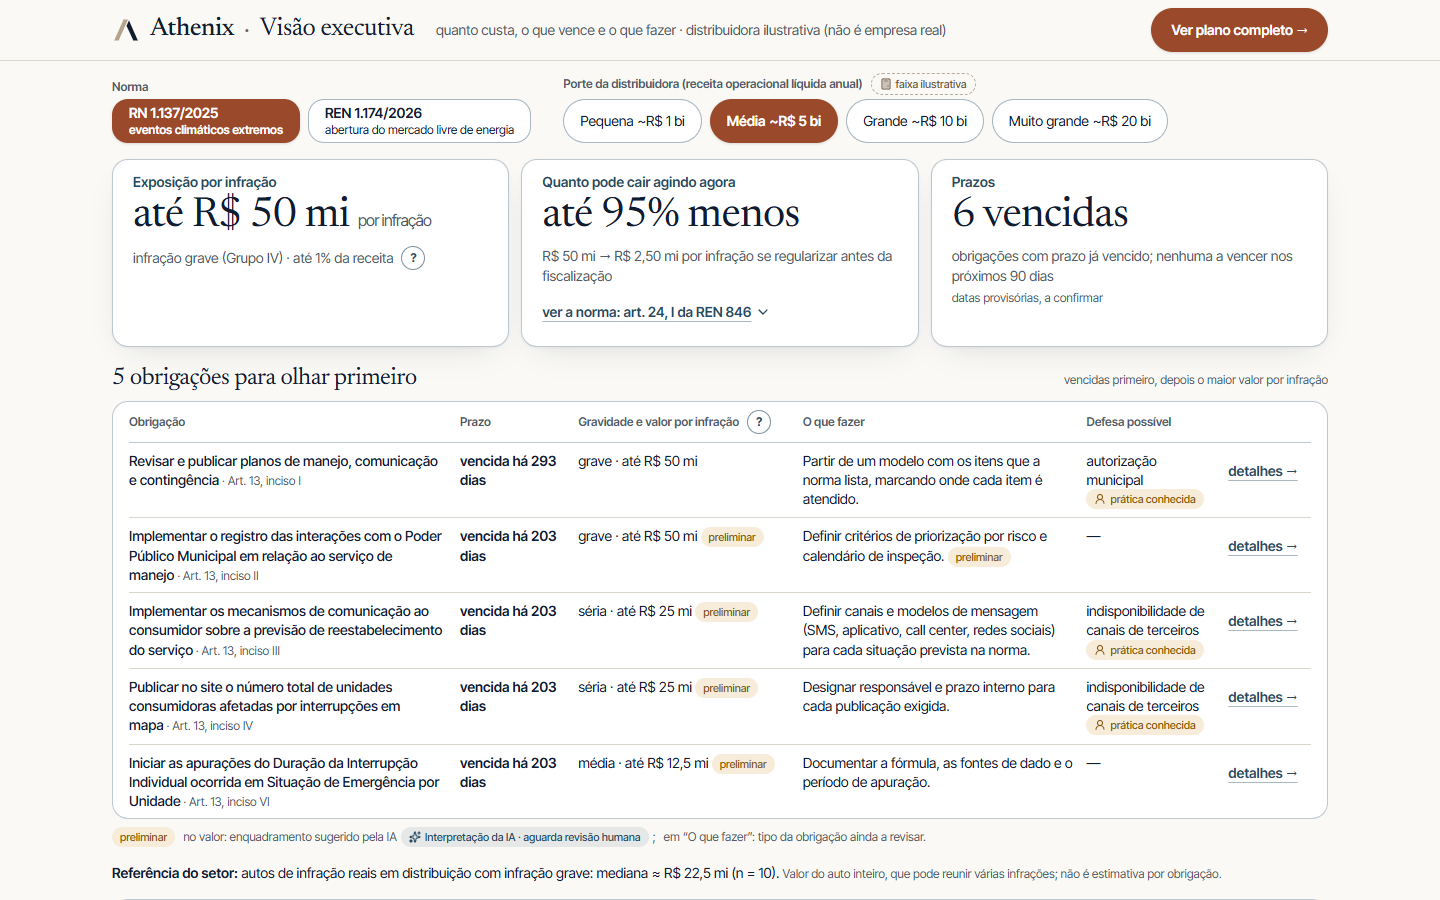 Athenix · Visão executiva
quanto custa, o que vence e o que fazer · distribuidora ilustrativa (não é empresa real)
Ver plano completo →
Norma
RN 1.137/2025
eventos climáticos extremos
REN 1.174/2026
abertura do mercado livre de energia
Porte da distribuidora (receita operacional líquida anual)
faixa ilustrativa
Pequena ~R$ 1 bi
Média ~R$ 5 bi
Grande ~R$ 10 bi
Muito grande ~R$ 20 bi
Exposição por infração
até R$ 50 mi por infração
infração grave (Grupo IV) · até 1% da receita ?
Quanto pode cair agindo agora
até 95% menos
R$ 50 mi → R$ 2,50 mi por infração se regularizar antes da
fiscalização
ver a norma: art. 24, I da REN 846
Prazos
6 vencidas
obrigações com prazo já vencido; nenhuma a vencer nos
próximos 90 dias
datas provisórias, a confirmar
5 obrigações para olhar primeiro
vencidas primeiro, depois o maior valor por infração
Obrigação
Prazo
Gravidade e valor por infração ?
O que fazer
Defesa possível
Revisar e publicar planos de manejo, comunicação
e contingência · Art. 13, inciso I
vencida há 293
dias
grave · até R$ 50 mi
Partir de um modelo com os itens que a
norma lista, marcando onde cada item é
atendido.
autorização
municipal
prática conhecida
detalhes →
Implementar o registro das interações com o Poder
Público Municipal em relação ao serviço de
manejo · Art. 13, inciso II
vencida há 203
dias
grave · até R$ 50 mi preliminar
Definir critérios de priorização por risco e
calendário de inspeção. preliminar
—
detalhes →
Implementar os mecanismos de comunicação ao
consumidor sobre a previsão de reestabelecimento
do serviço · Art. 13, inciso III
vencida há 203
dias
séria · até R$ 25 mi preliminar
Definir canais e modelos de mensagem
(SMS, aplicativo, call center, redes sociais)
para cada situação prevista na norma.
indisponibilidade de
canais de terceiros
prática conhecida
detalhes →
Publicar no site o número total de unidades
consumidoras afetadas por interrupções em
mapa · Art. 13, inciso IV
vencida há 203
dias
séria · até R$ 25 mi preliminar
Designar responsável e prazo interno para
cada publicação exigida.
indisponibilidade de
canais de terceiros
prática conhecida
detalhes →
Iniciar as apurações do Duração da Interrupção
Individual ocorrida em Situação de Emergência por
Unidade · Art. 13, inciso VI
vencida há 203
dias
média · até R$ 12,5 mi preliminar
Documentar a fórmula, as fontes de dado e o
período de apuração.
—
detalhes →
preliminar no valor: enquadramento sugerido pela IA Interpretação da IA · aguarda revisão humana ; em “O que fazer”: tipo da obrigação ainda a revisar.
Referência do setor: autos de infração reais em distribuição com infração grave: mediana ≈ R$ 22,5 mi (n = 10). Valor do auto inteiro, que pode reunir várias infrações; não é estimativa por obrigação.